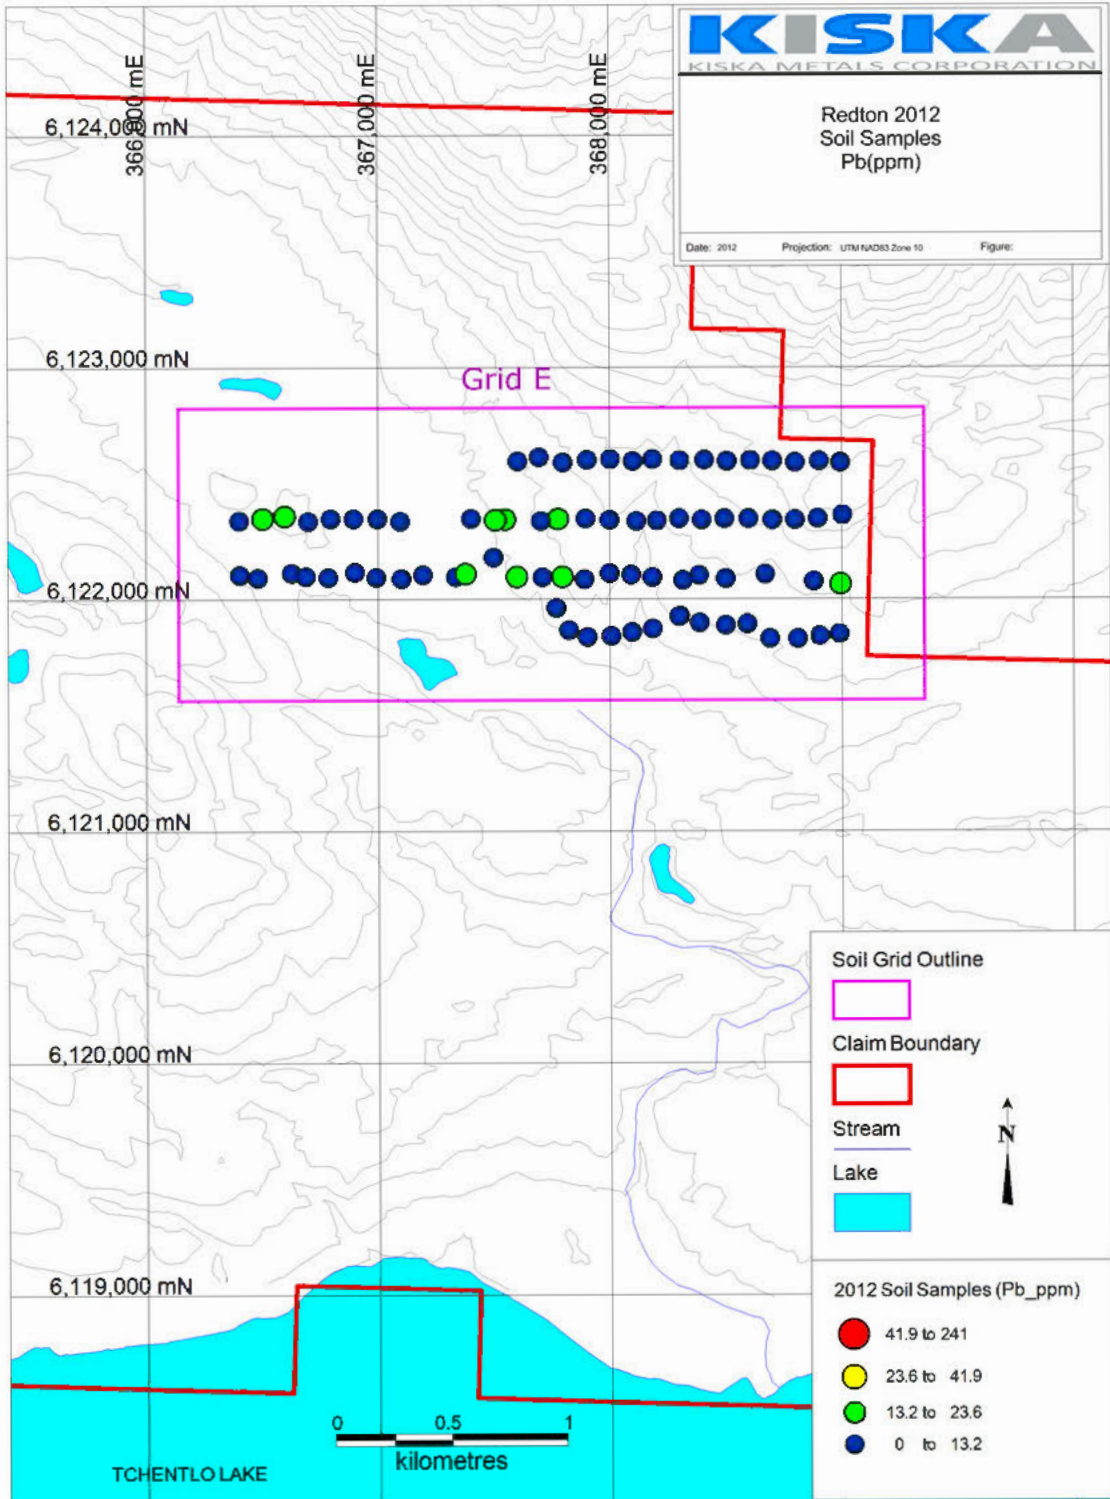 KISKA
KISKA METALS CORPORATION
Redton 2012
Soil Samples
Pb(ppm)
Date: 2012 Projection: UTM NAD83 Zone 10 Figure:
366,000 mE
367,000 mE
368,000 mE
6,124,000 mN
6,123,000 mN
Grid E
6,122,000 mN
6,121,000 mN
6,120,000 mN
6,119,000 mN
Soil Grid Outline
Claim Boundary
Stream
Lake
N
2012 Soil Samples (Pb_ppm)
41.9 to 241
23.6 to 41.9
13.2 to 23.6
0 to 13.2
0 0.5 1
kilometres
TCHENTLO LAKE